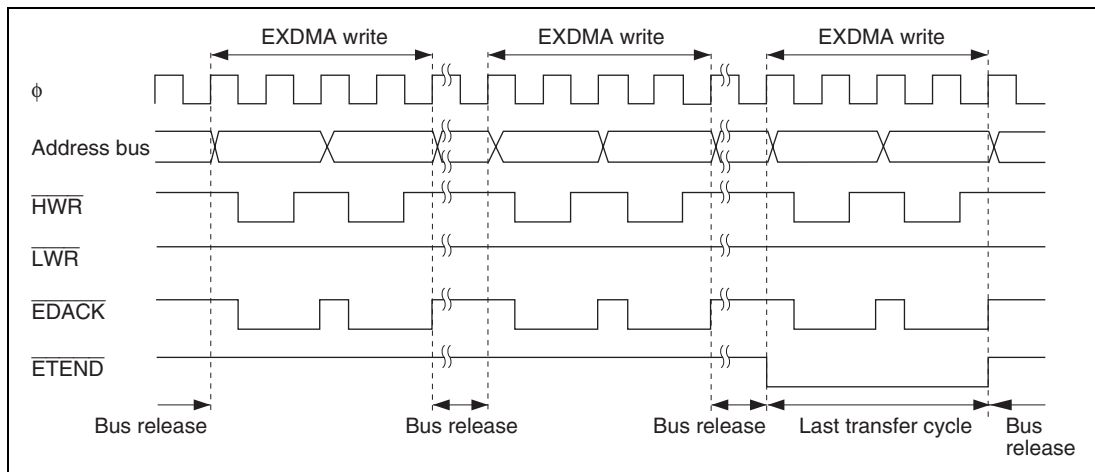 EXDMA write EXDMA write EXDMA write
ϕ
Address bus
HWR
LWR
EDACK
ETEND
Bus release Bus release Bus release Last transfer cycle Bus
release